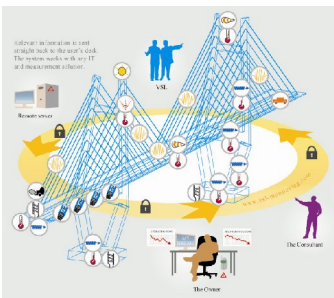 Relevant information is sent
straight back to the user's desk.
The system works with any IT
and measurement solution.
VSL
Remote server
The Consultant
The Owner